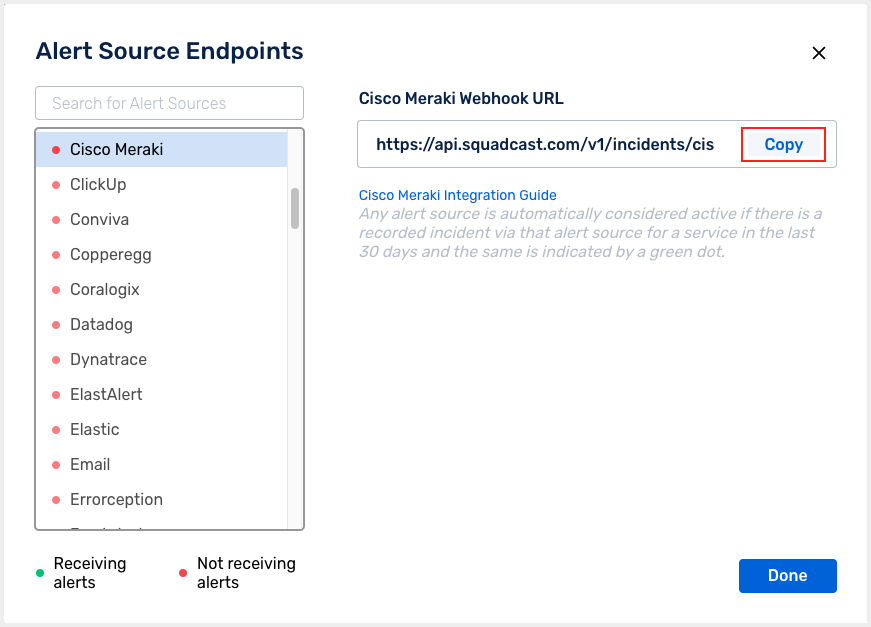 Alert Source Endpoints
Search for Alert Sources
Cisco Meraki
ClickUp
Conviva
Copperegg
Coralogix
Datadog
Dynatrace
ElastAlert
Elastic
Email
Errorception
Receiving
alerts
Not receiving
alerts
Cisco Meraki Webhook URL
https://api.squadcast.com/v1/incidents/cis
Copy
Cisco Meraki Integration Guide
Any alert source is automatically considered active if there is a
recorded incident via that alert source for a service in the last
30 days and the same is indicated by a green dot.
Done